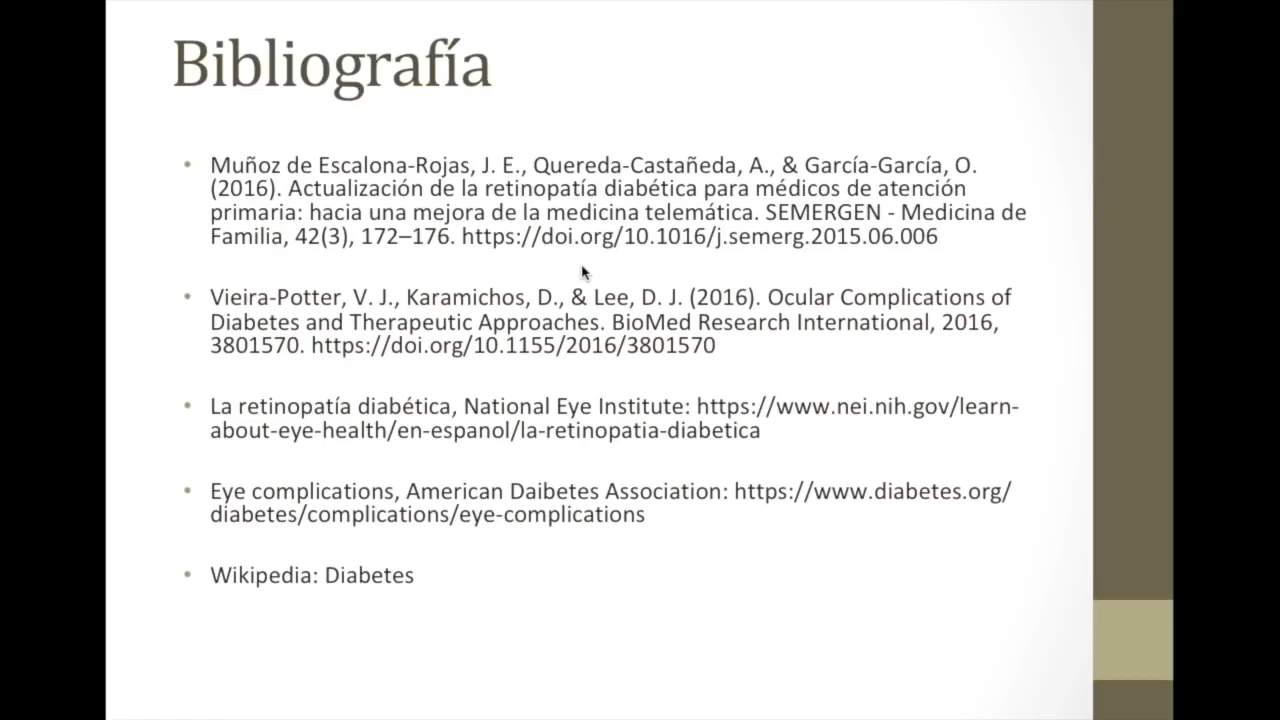 Bibliografía
• Muñoz de Escalona-Rojas, J. E., Quereda-Castañeda, A., & García-García, O.
(2016). Actualización de la retinopatía diabética para médicos de atención
primaria: hacia una mejora de la medicina telemática. SEMERGEN - Medicina de
Familia, 42(3), 172–176. https://doi.org/10.1016/j.semerg.2015.06.006
• Vieira-Potter, V. J., Karamichos, D., & Lee, D. J. (2016). Ocular Complications of
Diabetes and Therapeutic Approaches. BioMed Research International, 2016,
3801570. https://doi.org/10.1155/2016/3801570
• La retinopatía diabética, National Eye Institute: https://www.nei.nih.gov/learn-
about-eye-health/en-espanol/la-retinopatia-diabetica
• Eye complications, American Daibetes Association: https://www.diabetes.org/
diabetes/complications/eye-complications
• Wikipedia: Diabetes